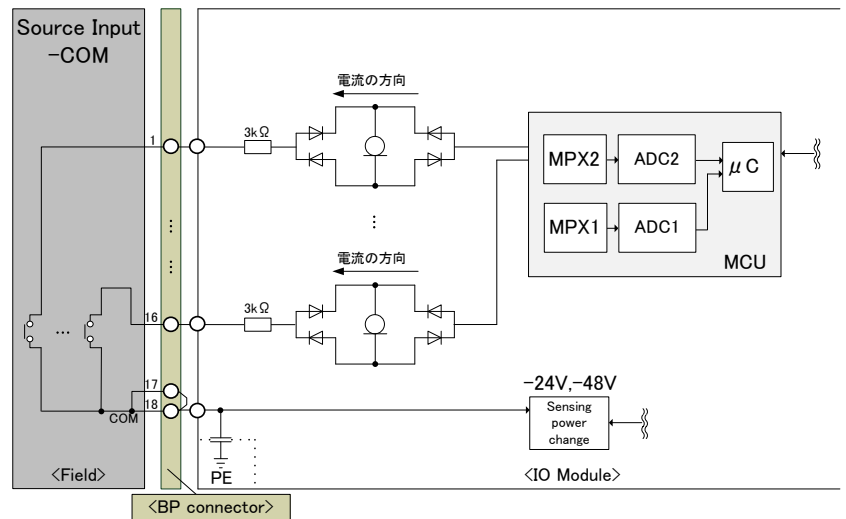 Source Input
-COM
電流の方向
1
3kΩ
MPX2
ADC2
μC
MPX1
ADC1
MCU
電流の方向
16
3kΩ
17
18
COM
-24V,-48V
Sensing
power
change
PE
<Field>
<IO Module>
<BP connector>